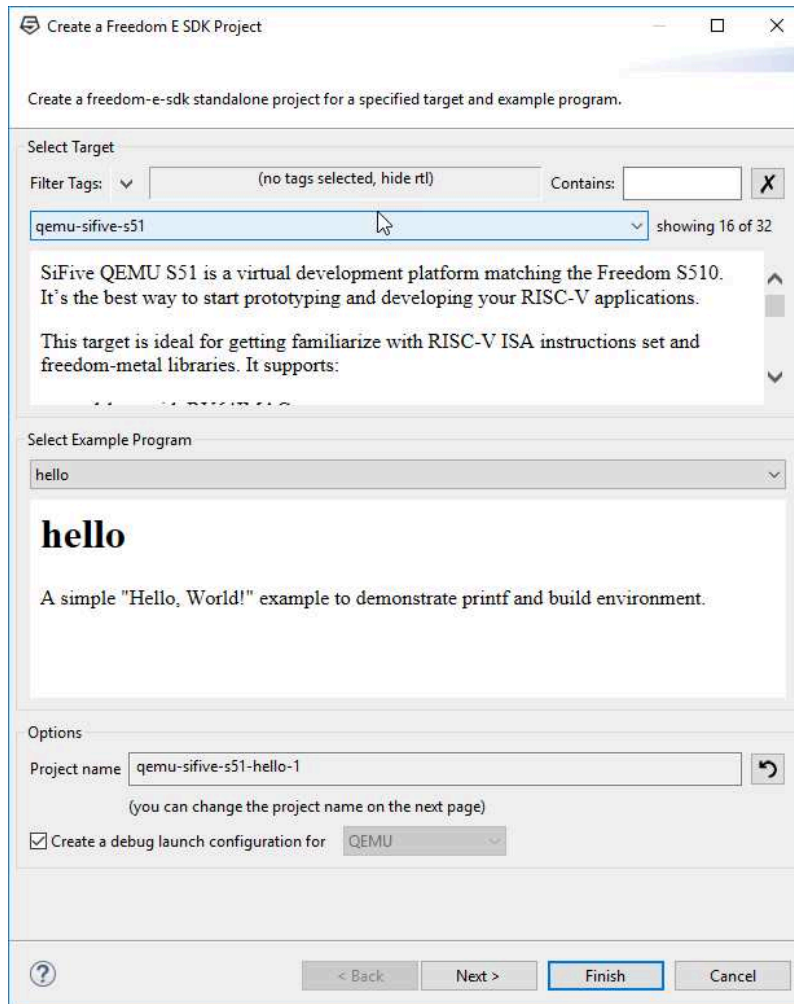 Create a Freedom E SDK Project
Create a freedom-e-sdk standalone project for a specified target and example program.
Select Target
Filter Tags: (no tags selected, hide rtl) Contains:
qemu-sifive-s51 showing 16 of 32
SiFive QEMU S51 is a virtual development platform matching the Freedom S510.
It's the best way to start prototyping and developing your RISC-V applications.
This target is ideal for getting familiarize with RISC-V ISA instructions set and
freedom-metal libraries. It supports:
Select Example Program
hello
hello
A simple "Hello, World!" example to demonstrate printf and build environment.
Options
Project name qemu-sifive-s51-hello-1
(you can change the project name on the next page)
Create a debug launch configuration for QEMU
? < Back Next > Finish Cancel